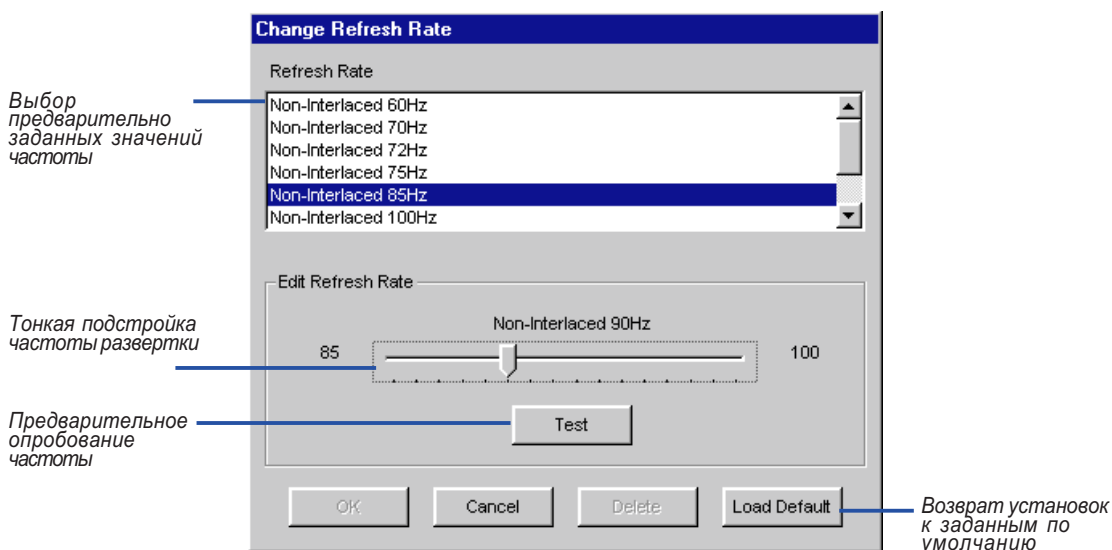 Change Refresh Rate
Refresh Rate
Выбор
предварительно
заданных значений
частоты
Non-Interlaced 60Hz
Non-Interlaced 70Hz
Non-Interlaced 72Hz
Non-Interlaced 75Hz
Non-Interlaced 85Hz
Non-Interlaced 100Hz
Edit Refresh Rate
Тонкая подстройка
частоты развертки
Non-Interlaced 90Hz
85
100
Предварительное
опробование
частоты
Test
OK
Cancel
Delete
Load Default
Возврат установок
к заданным по
умолчанию